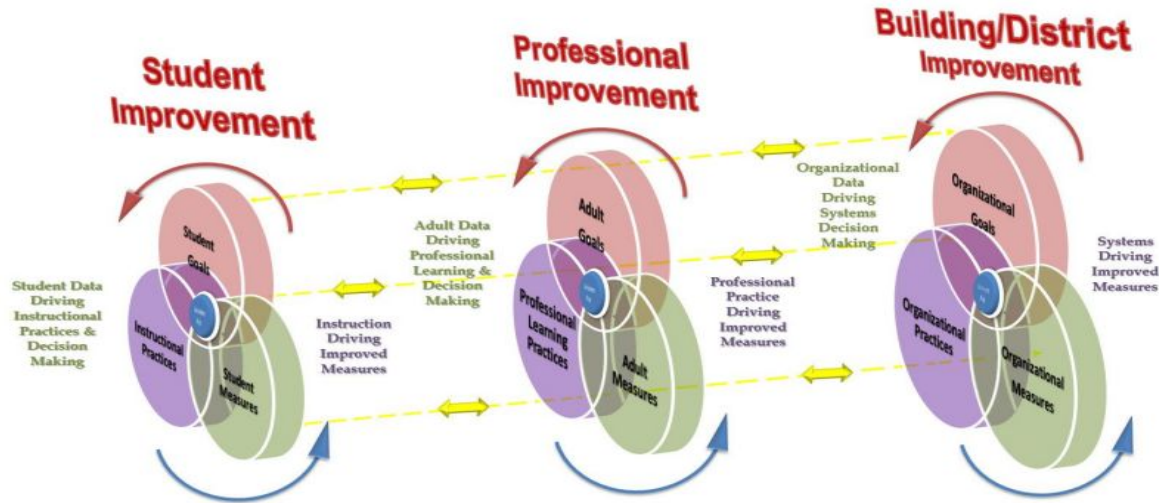 Student
Improvement
Professional
Improvement
Building/District
Improvement
Student
Goals
Instructional
Practices
Student
Measures
Student Data
Driving
Instructional
Practices &
Decision
Making
Instruction
Driving
Improved
Measures
Adult Data
Driving
Professional
Learning &
Decision
Making
Adult
Goals
Professional
Learning
Practices
Adult
Measures
Professional
Practice
Driving
Improved
Measures
Organizational
Data
Driving
Systems
Decision
Making
Organizational
Goals
Organizational
Practices
Organizational
Measures
Systems
Driving
Improved
Measures